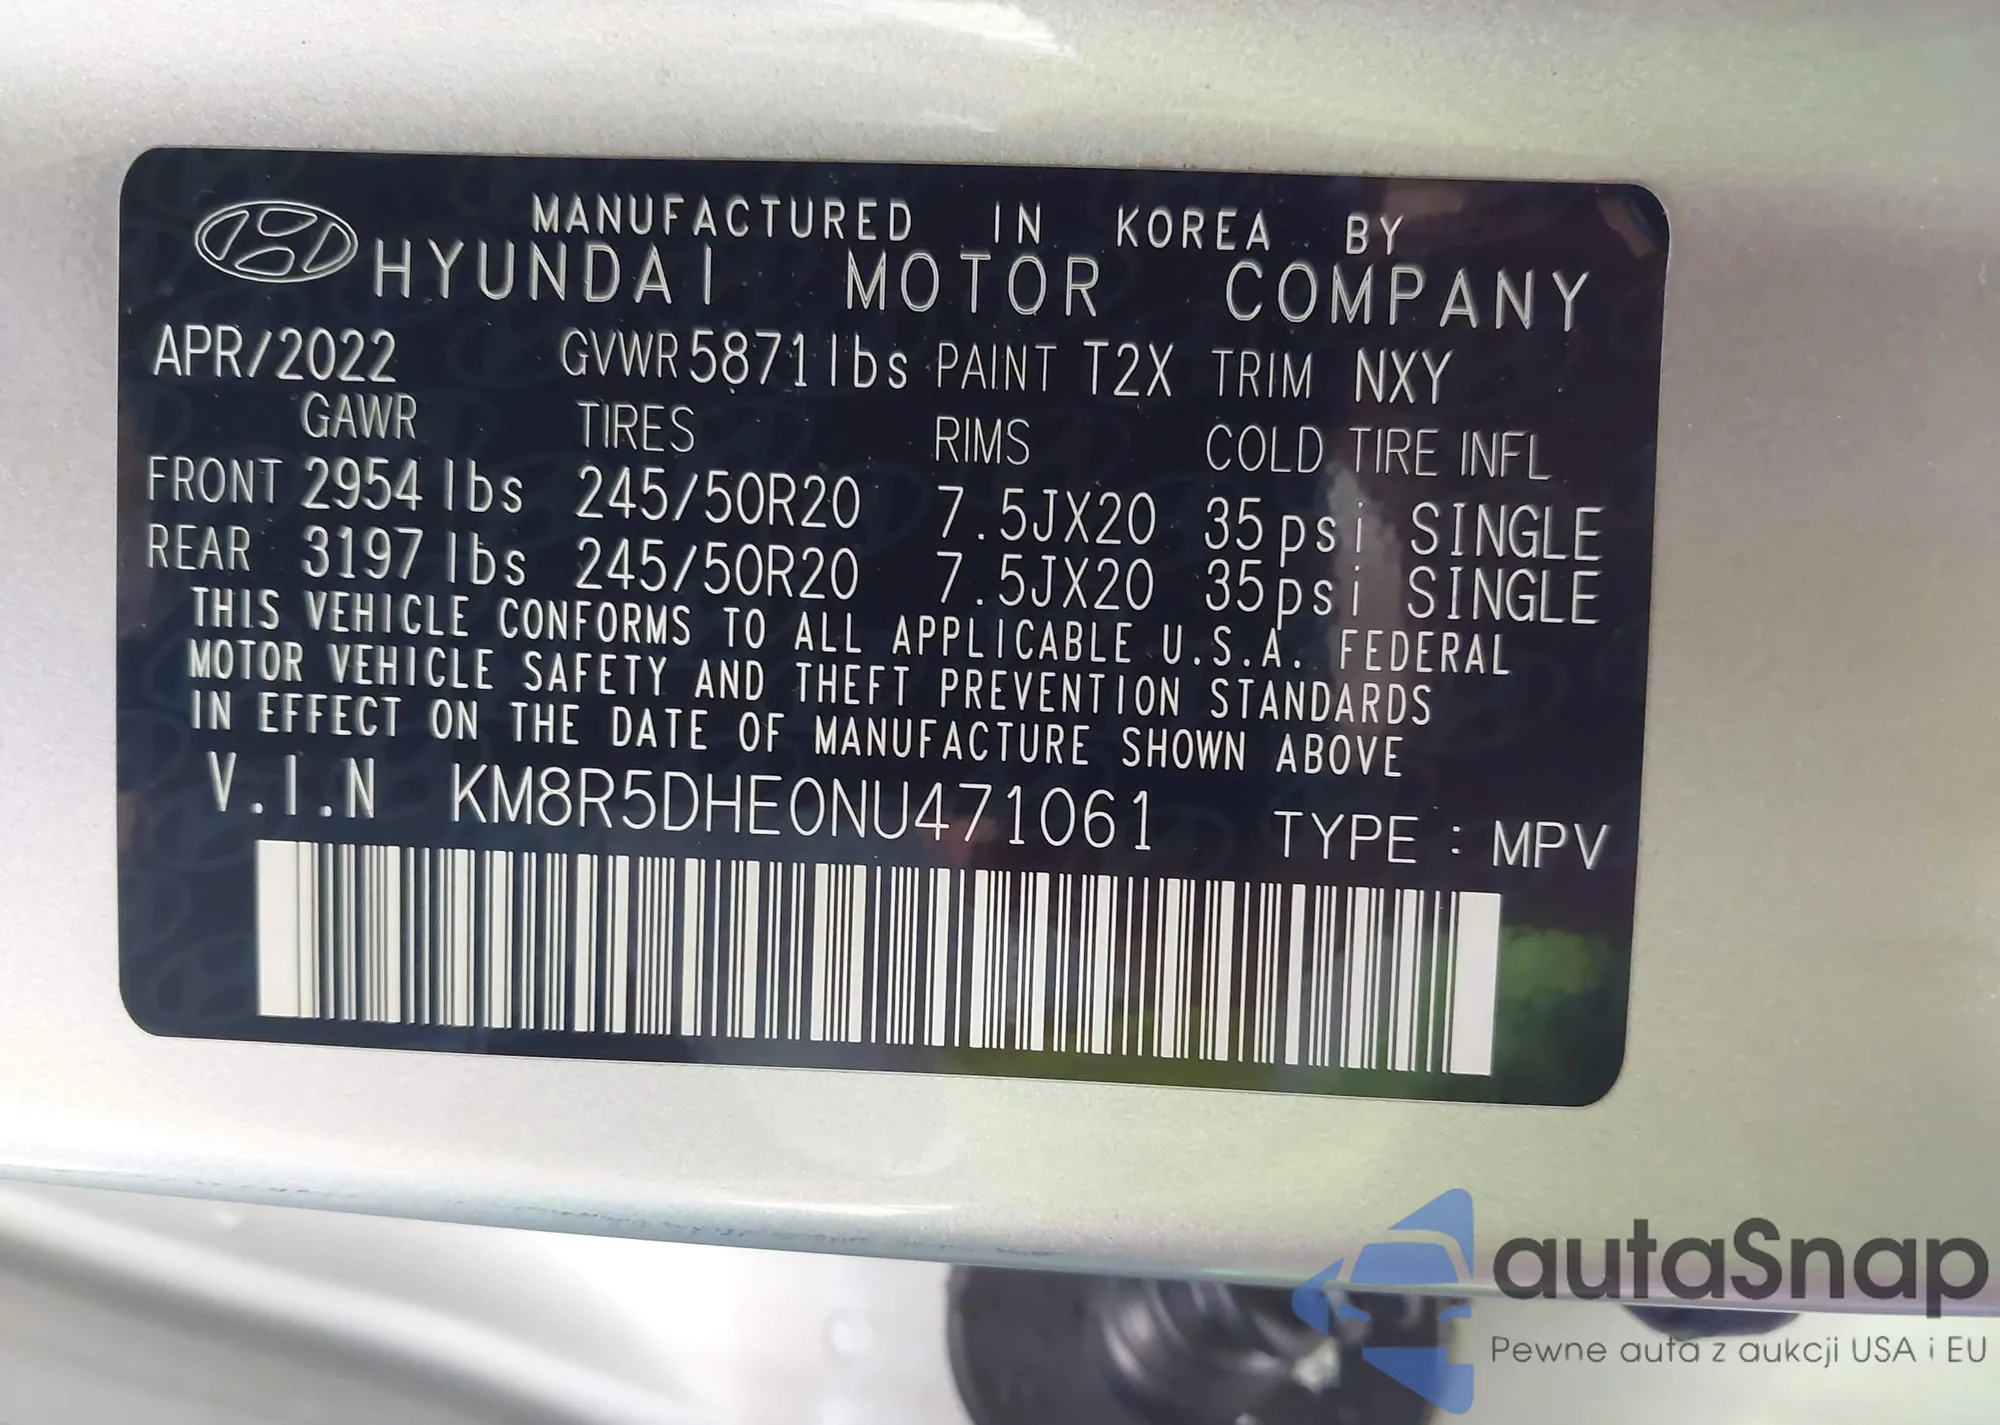 MANUFACTURED IN KOREA BY
HYUNDAI MOTOR COMPANY
APR/2022 GVWR 5871 lbs PAINT T2X TRIM NXY
GAWR TIRES RIMS COLD TIRE INFL
FRONT 2954 lbs 245/50R20 7.5JX20 35psi SINGLE
REAR 3197 lbs 245/50R20 7.5JX20 35psi SINGLE
THIS VEHICLE CONFORMS TO ALL APPLICABLE U.S.A. FEDERAL
MOTOR VEHICLE SAFETY AND THEFT PREVENTION STANDARDS
IN EFFECT ON THE DATE OF MANUFACTURE SHOWN ABOVE
V.I.N KM8R5DHE0NU471061 TYPE : MPV
autaSnap
Pewne auta z aukcji USA i EU